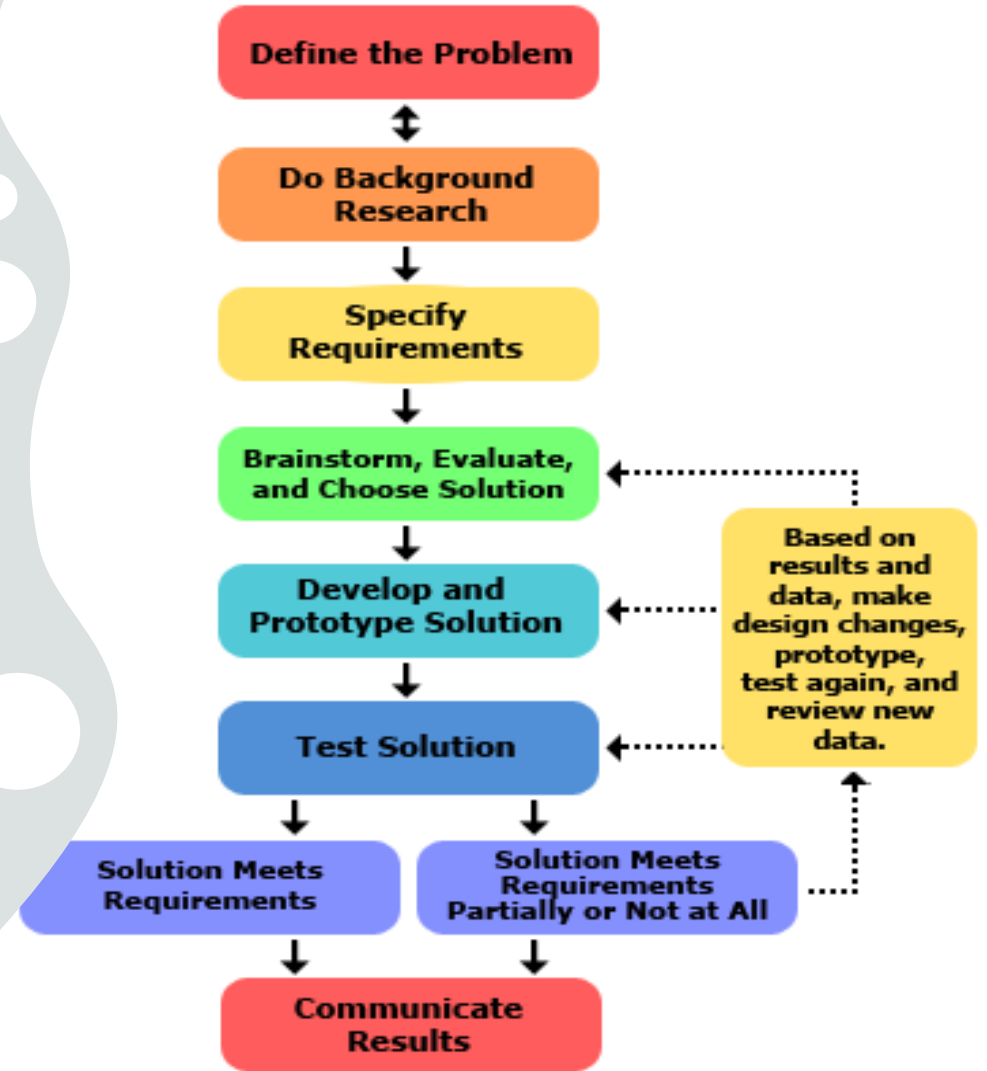 Define the Problem
Do Background
Research
Specify
Requirements
Brainstorm, Evaluate,
and Choose Solution
Develop and
Prototype Solution
Based on
results and
data, make
design changes,
prototype,
test again, and
review new
data.
Test Solution
Solution Meets
Requirements
Solution Meets
Requirements
Partially or Not at All
Communicate
Results